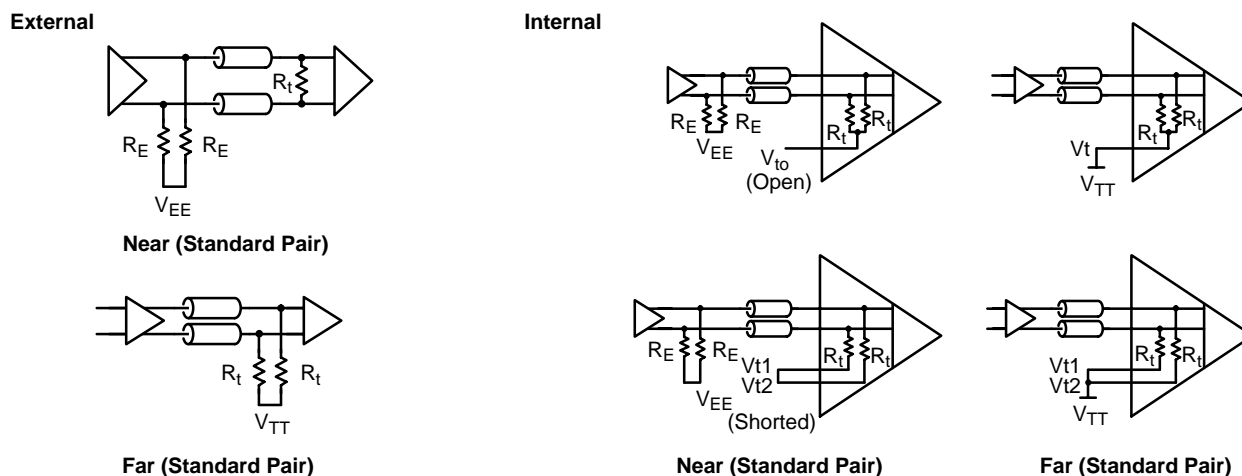 External
R_t
R_E R_E
V_EE
Near (Standard Pair)
R_t R_t
V_TT
Far (Standard Pair)
Internal
R_E R_E
V_EE
R_t R_t
V_to
(Open)
R_t R_t
Vt
V_TT
R_E R_E
V_EE
R_t R_t
Vt1
Vt2
(Shorted)
Near (Standard Pair)
R_t R_t
Vt1
Vt2
V_TT
Far (Standard Pair)